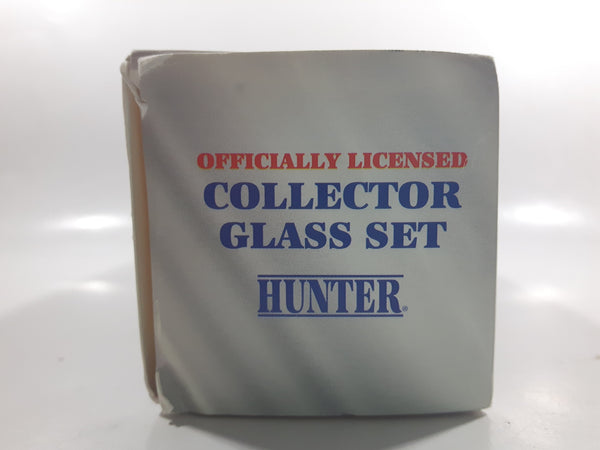 OFFICIALLY LICENSED
COLLECTOR
GLASS SET
HUNTER®